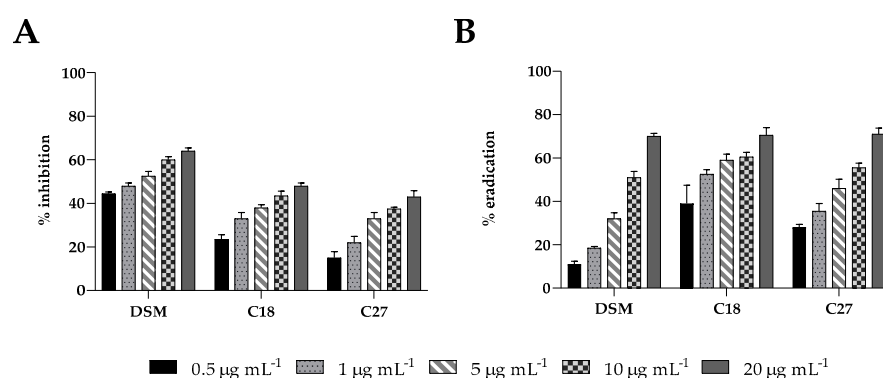 A
B
% inhibition
100
80
60
40
20
0
DSM
C18
C27
% eradication
100
80
60
40
20
0
DSM
C18
C27
0.5 µg mL⁻¹
1 µg mL⁻¹
5 µg mL⁻¹
10 µg mL⁻¹
20 µg mL⁻¹